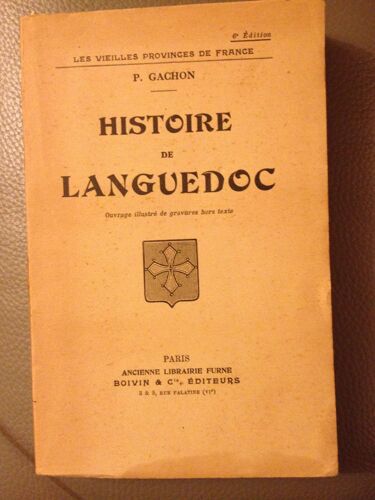 6e Édition
LES VIEILLES PROVINCES DE FRANCE
P. GACHON
HISTOIRE
DE
LANGUEDOC
Ouvrage illustré de gravures hors texte
PARIS
ANCIENNE LIBRAIRIE FURNE
BOIVIN & Cie, ÉDITEURS
3 & 5, RUE PALATINE (VIe)